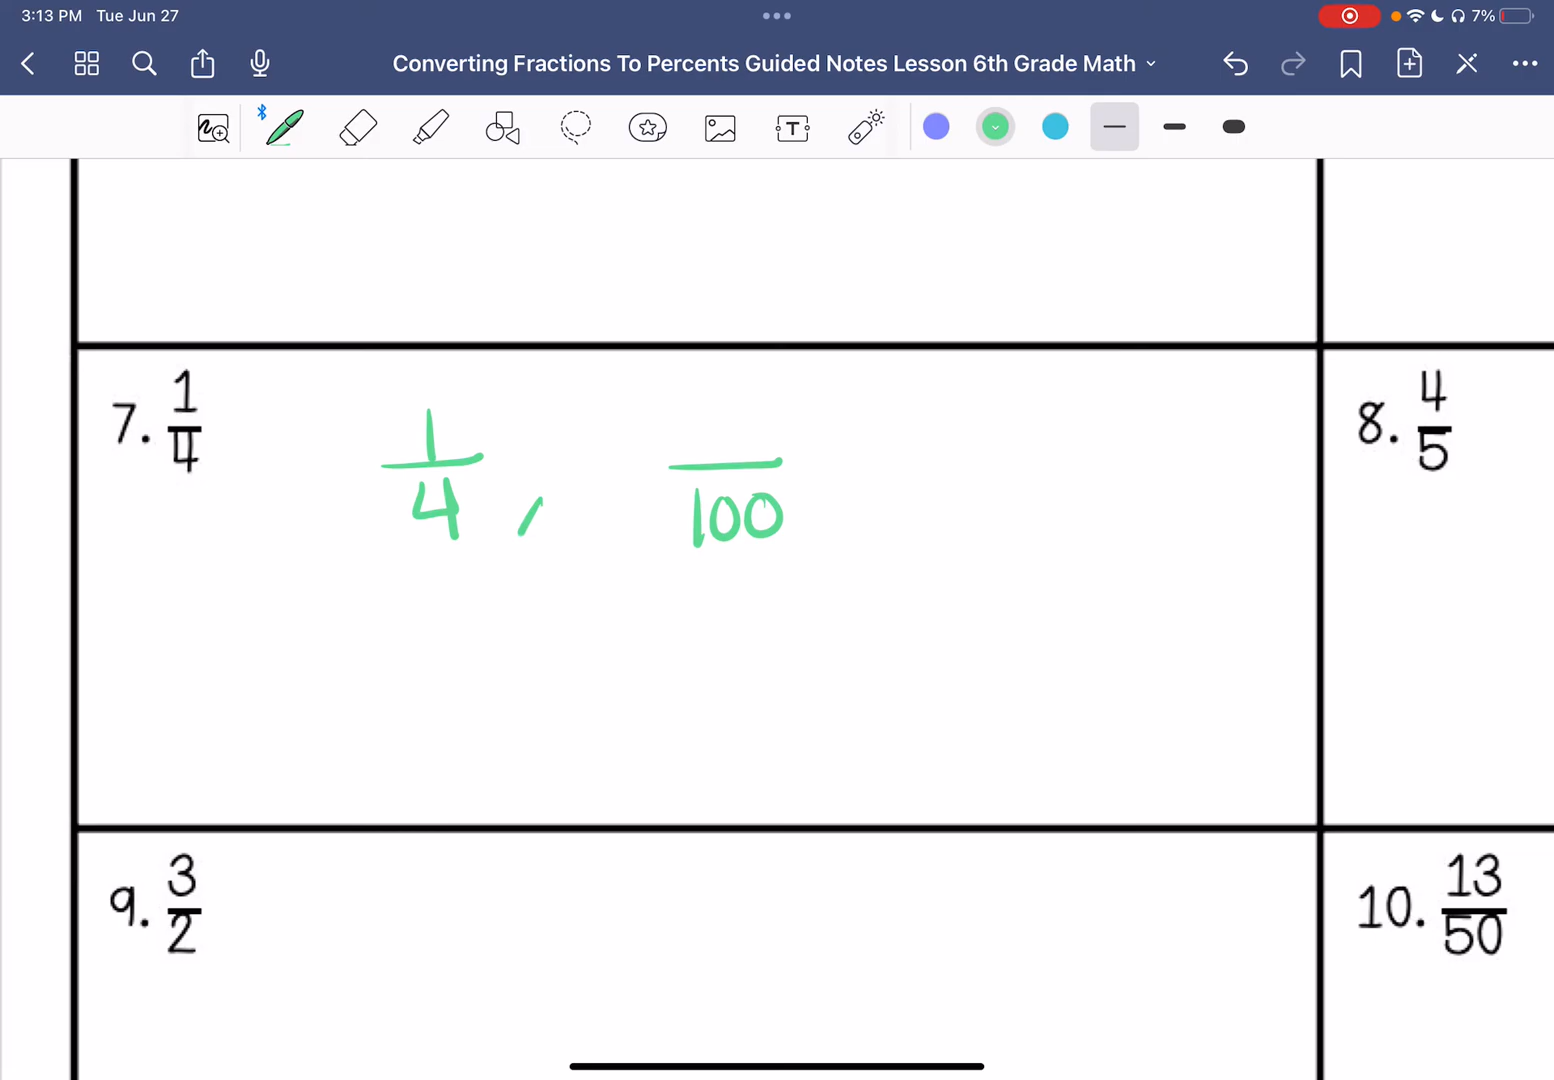 3:13 PM Tue Jun 27
7%
Converting Fractions To Percents Guided Notes Lesson 6th Grade Math
T
7. 1/4
1/4
/100
8. 4/5
9. 3/2
10. 13/50